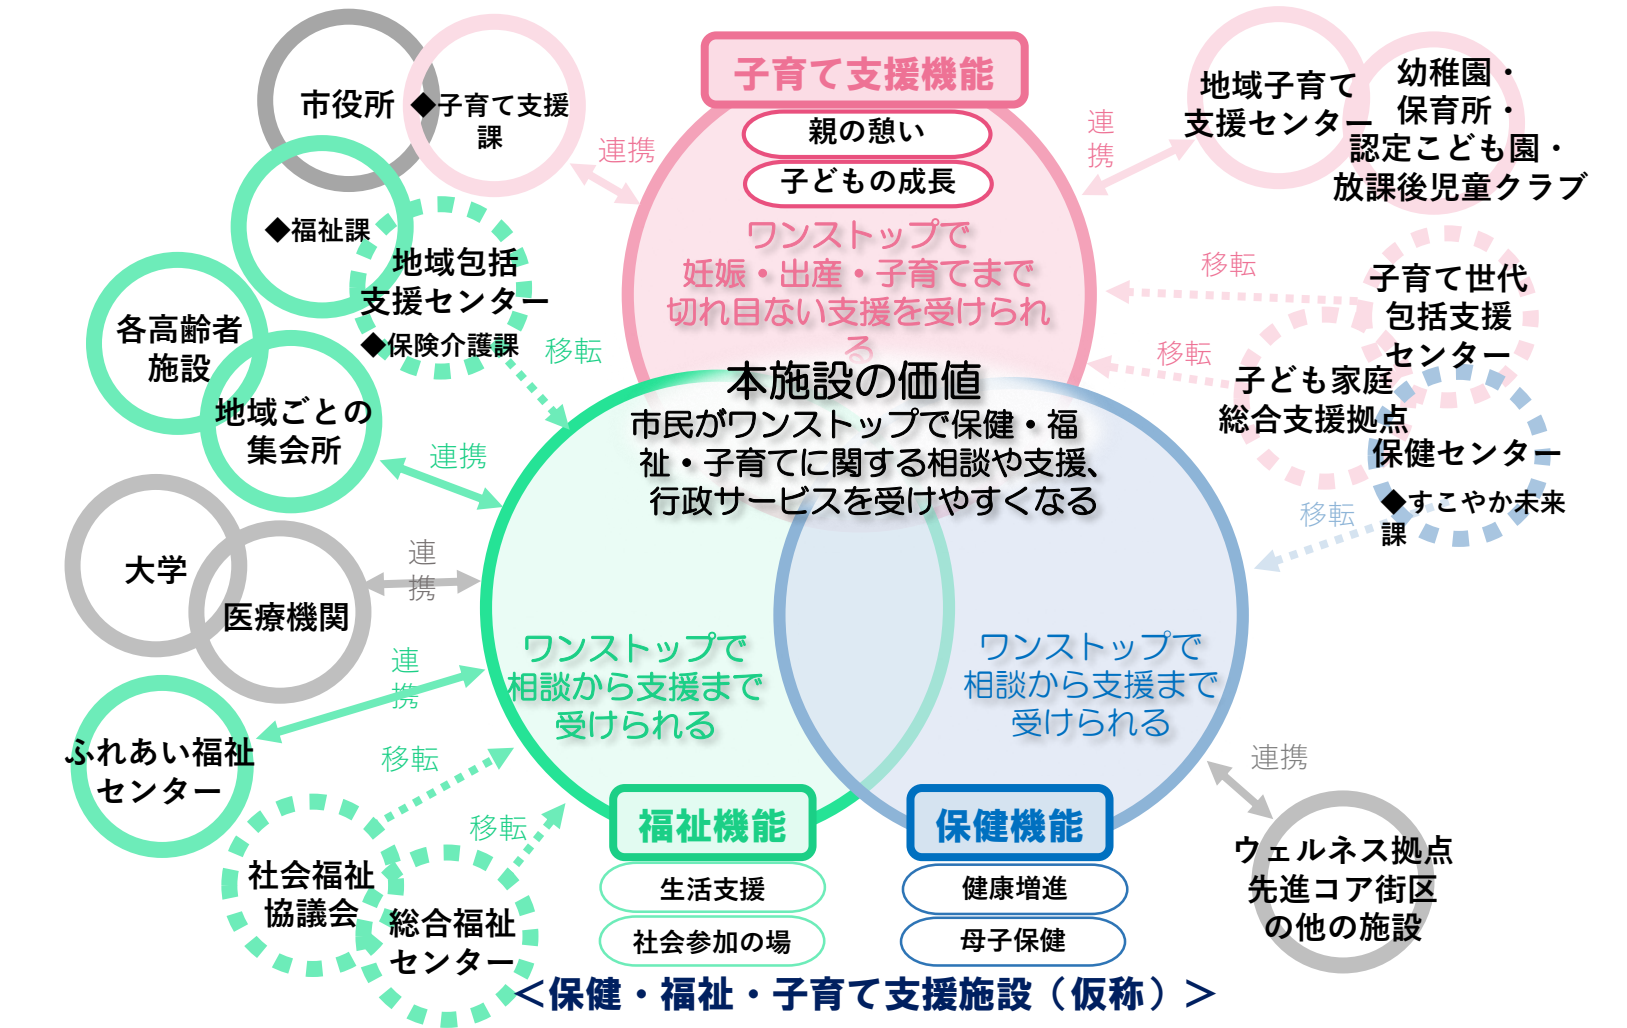 子育て支援機能
親の憩い
子どもの成長
ワンストップで
妊娠・出産・子育てまで
切れ目ない支援を受けられ
る
本施設の価値
市民がワンストップで保健・福
祉・子育てに関する相談や支援、
行政サービスを受けやすくなる
市役所
◆子育て支援
課
連携
◆福祉課
地域包括
支援センター
◆保険介護課
移転
各高齢者
施設
地域ごとの
集会所
連携
大学
医療機関
連
携
連
携
ふれあい福祉
センター
移転
社会福祉
協議会
移転
総合福祉
センター
地域子育て
支援センター
幼稚園・
保育所・
認定こども園・
放課後児童クラブ
連
携
移転
子育て世代
包括支援
センター
移転
子ども家庭
総合支援拠点
保健センター
◆すこやか未来
課
移転
ワンストップで
相談から支援まで
受けられる
ワンストップで
相談から支援まで
受けられる
福祉機能
生活支援
社会参加の場
保健機能
健康増進
母子保健
連携
ウェルネス拠点
先進コア街区
の他の施設
＜保健・福祉・子育て支援施設（仮称）＞